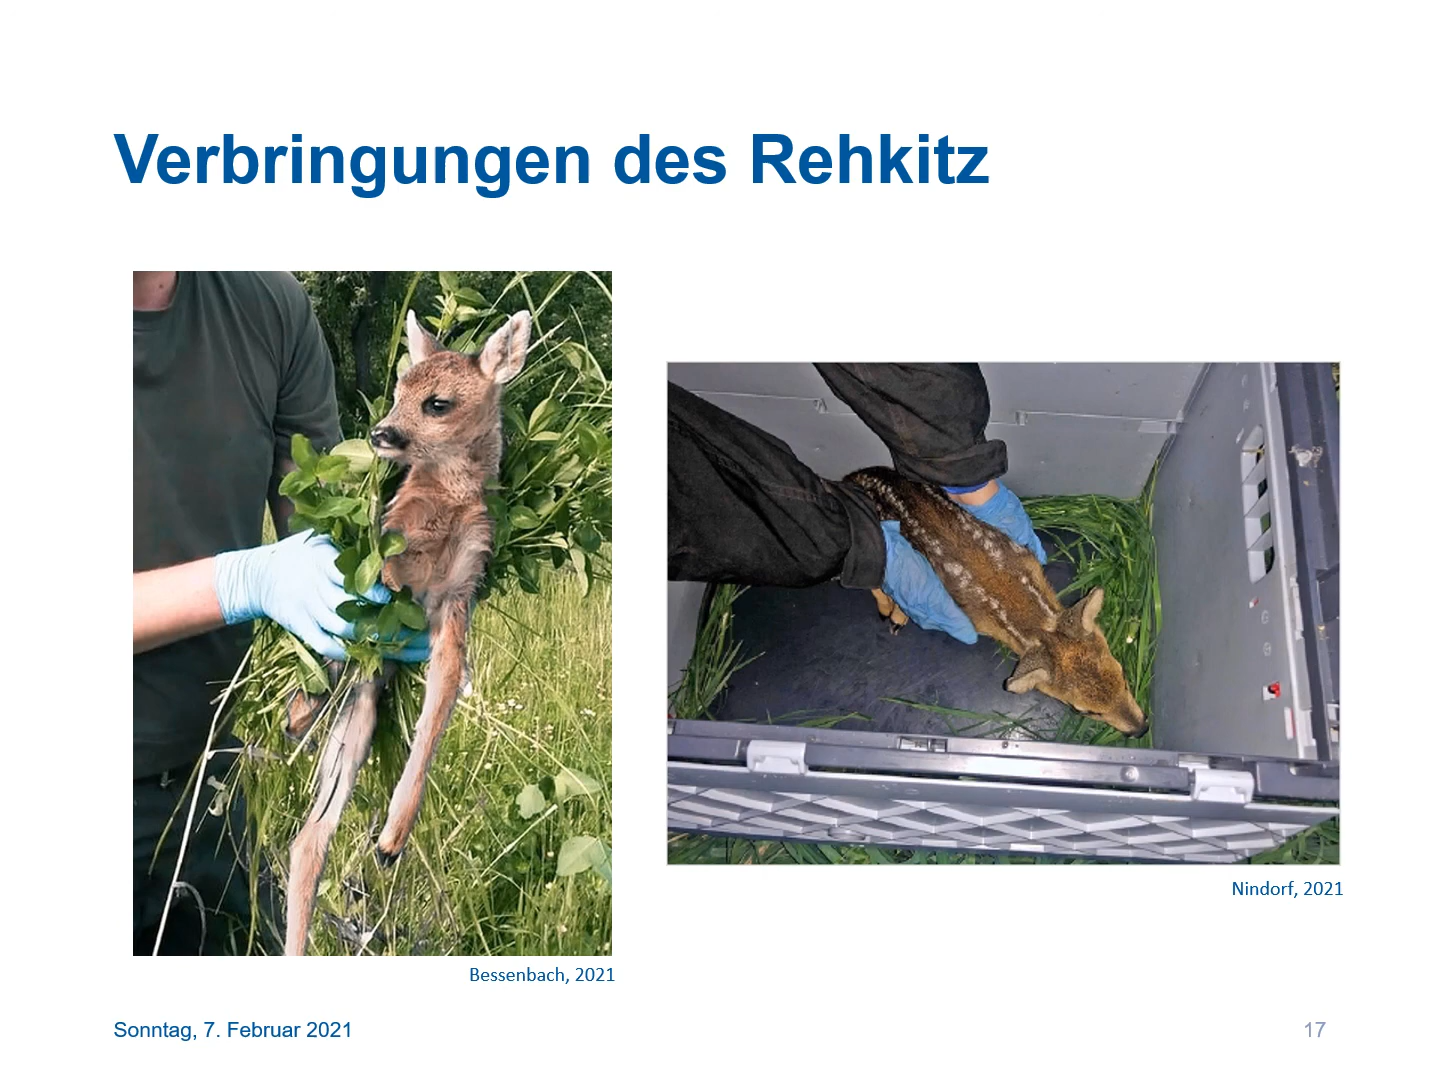 Verbringungen des Rehkitz
Nindorf, 2021
Bessenbach, 2021
Sonntag, 7. Februar 2021
17